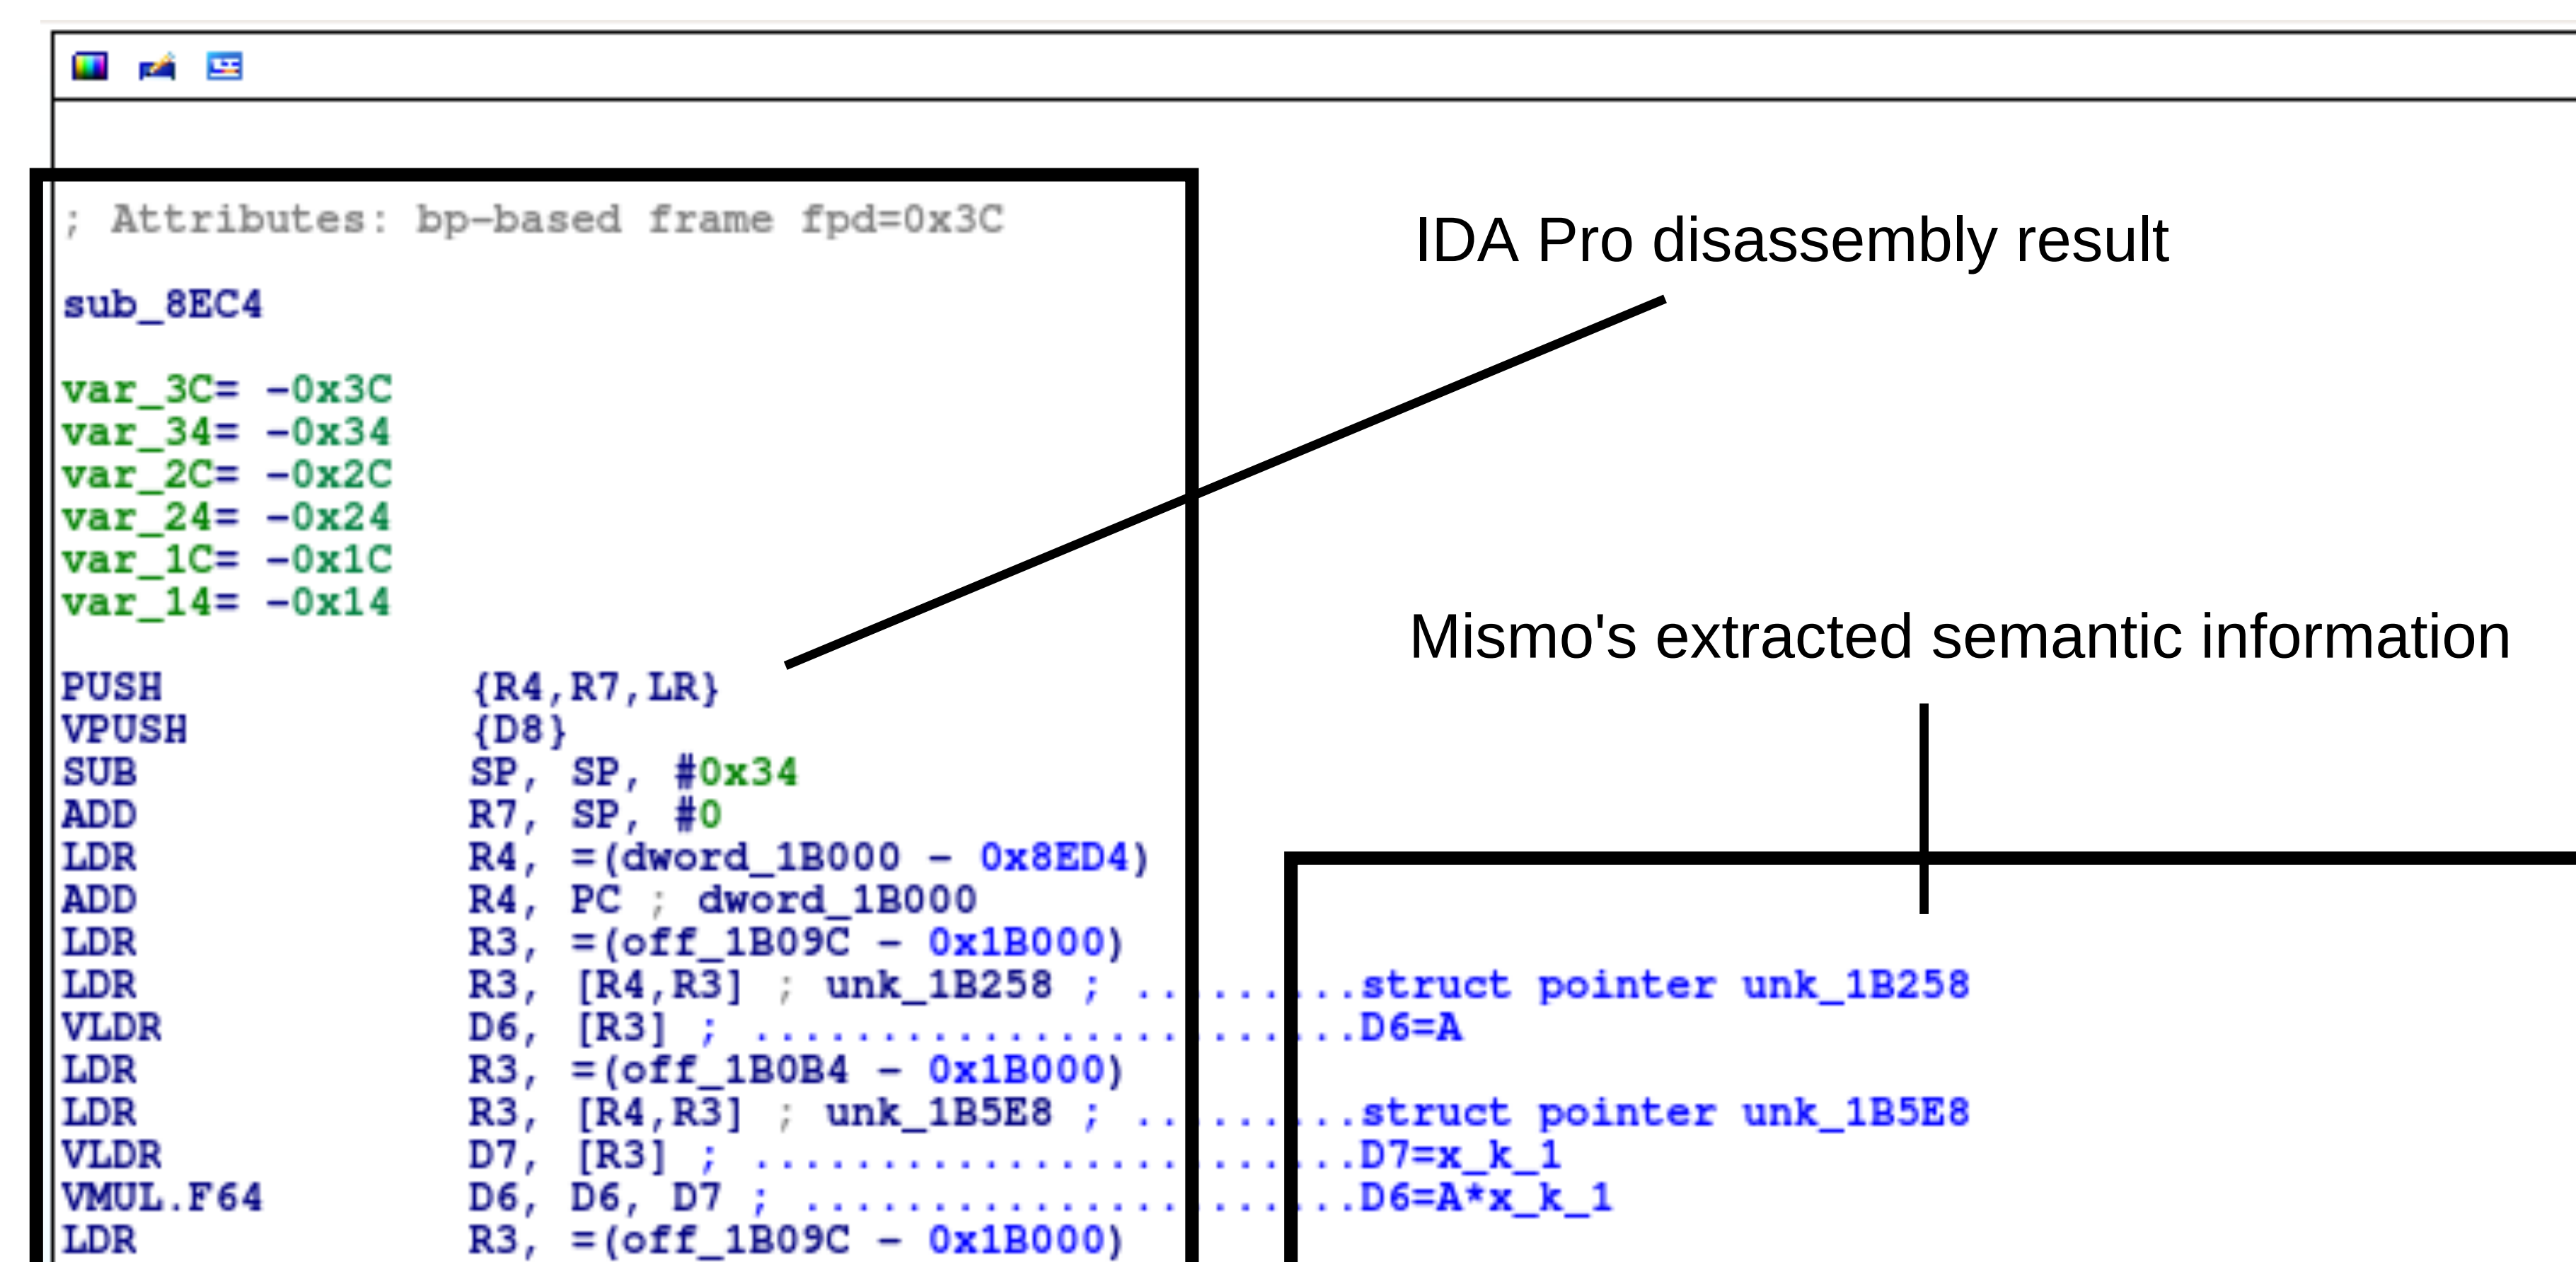 ; Attributes: bp-based frame fpd=0x3C
IDA Pro disassembly result
sub_8EC4
var_3C= -0x3C
var_34= -0x34
var_2C= -0x2C
var_24= -0x24
var_1C= -0x1C
var_14= -0x14
Mismo's extracted semantic information
PUSH {R4,R7,LR}
VPUSH {D8}
SUB SP, SP, #0x34
ADD R7, SP, #0
LDR R4, =(dword_1B000 - 0x8ED4)
ADD R4, PC ; dword_1B000
LDR R3, =(off_1B09C - 0x1B000)
LDR R3, [R4,R3] ; unk_1B258 ; .........struct pointer unk_1B258
VLDR D6, [R3] ; ........................D6=A
LDR R3, =(off_1B0B4 - 0x1B000)
LDR R3, [R4,R3] ; unk_1B5E8 ; .........struct pointer unk_1B5E8
VLDR D7, [R3] ; ........................D7=x_k_1
VMUL.F64 D6, D6, D7 ; ......................D6=A*x_k_1
LDR R3, =(off_1B09C - 0x1B000)